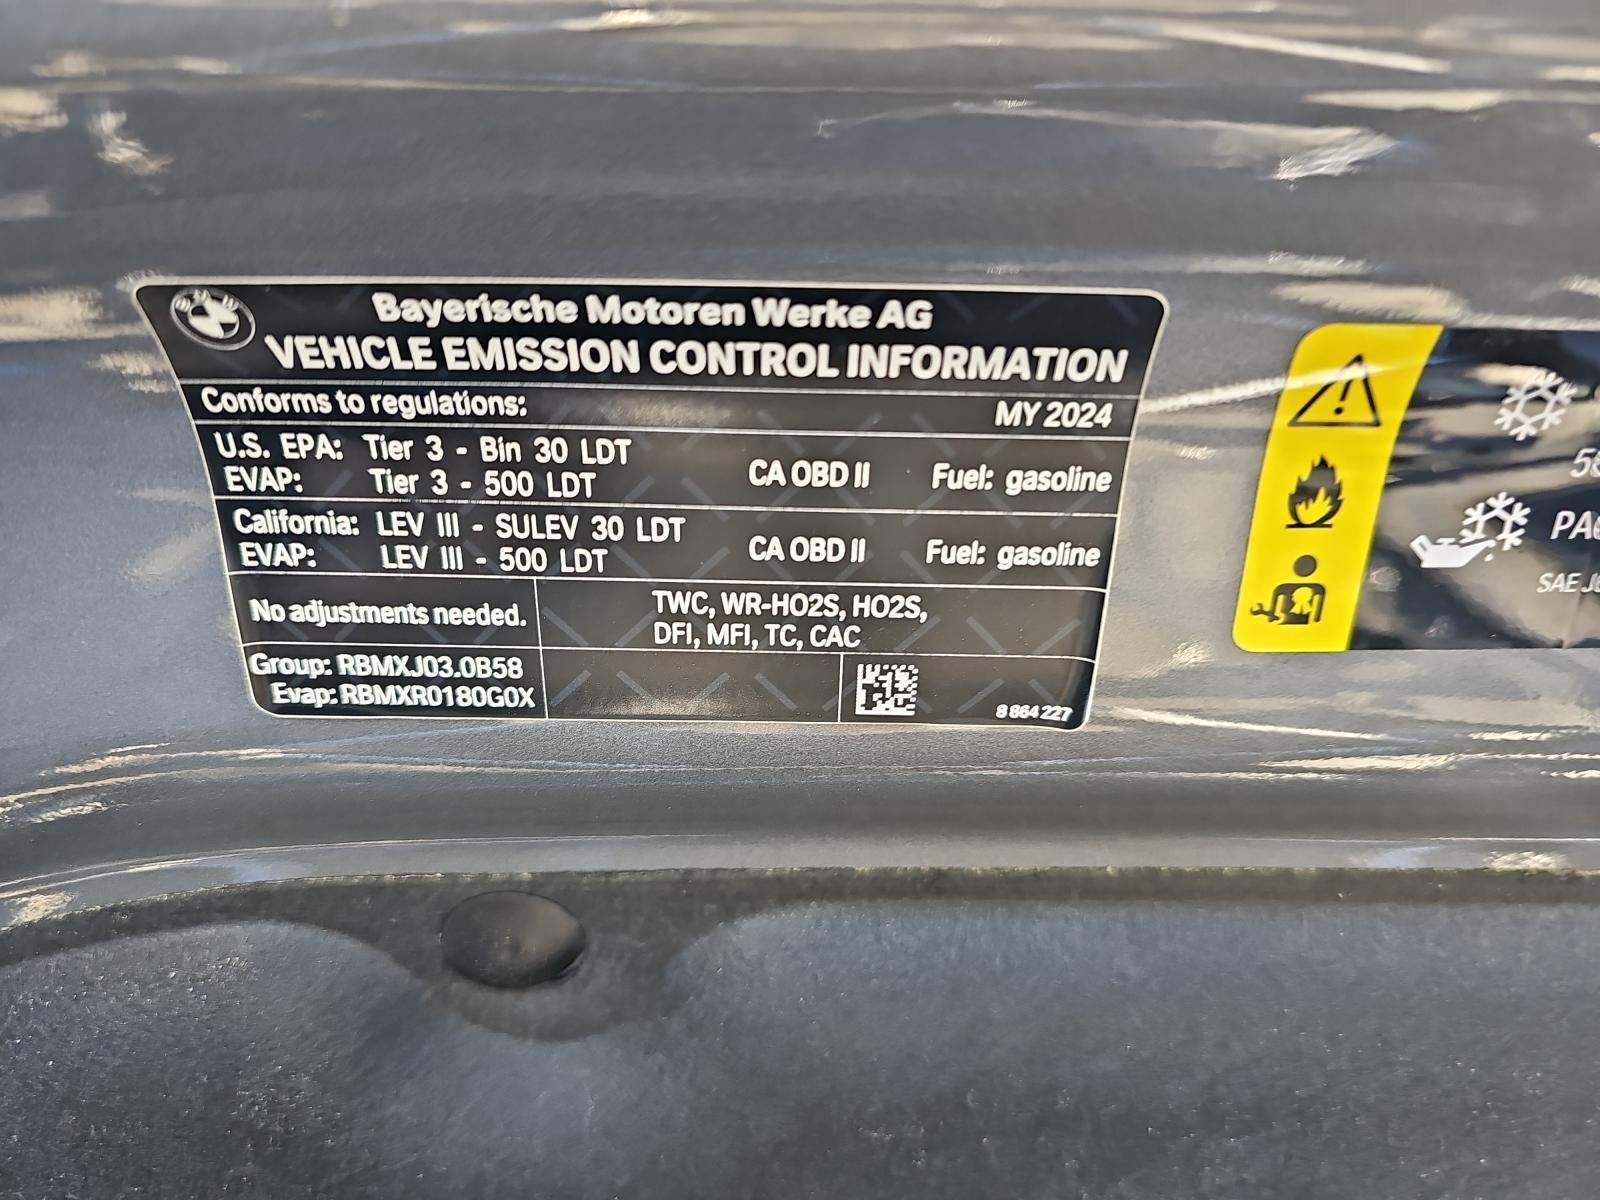 Bayerische Motoren Werke AG
VEHICLE EMISSION CONTROL INFORMATION
Conforms to regulations: MY 2024
U.S. EPA: Tier 3 - Bin 30 LDT
EVAP: Tier 3 - 500 LDT CA OBD II Fuel: gasoline
California: LEV III - SULEV 30 LDT
EVAP: LEV III - 500 LDT CA OBD II Fuel: gasoline
No adjustments needed.
TWC, WR-HO2S, HO2S,
DFI, MFI, TC, CAC
Group: RBMXJ03.0B58
Evap: RBMXR0180G0X
8 864 227
SAE